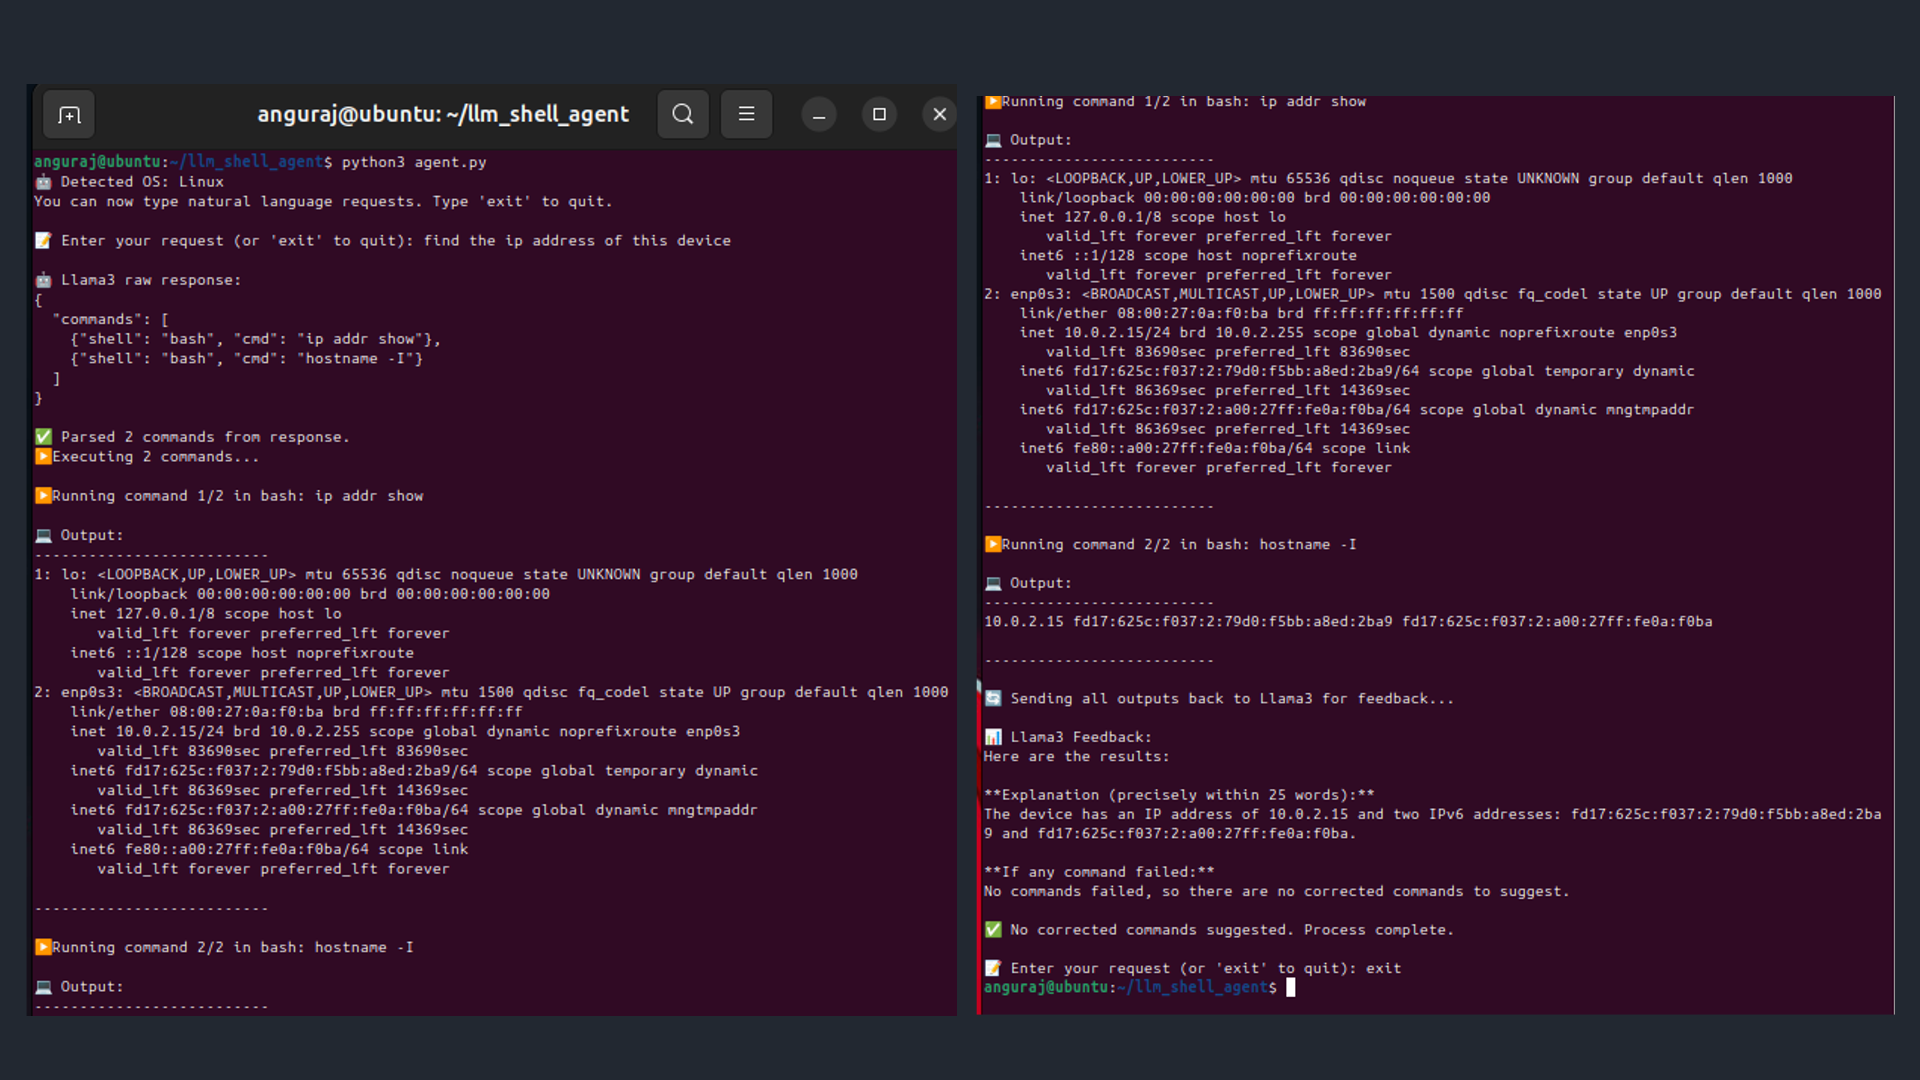 anguraj@ubuntu: ~/llm_shell_agent
anguraj@ubuntu:~/llm_shell_agent$ python3 agent.py
🤖 Detected OS: Linux
You can now type natural language requests. Type 'exit' to quit.
📝 Enter your request (or 'exit' to quit): find the ip address of this device
🤖 Llama3 raw response:
{
  "commands": [
    {"shell": "bash", "cmd": "ip addr show"},
    {"shell": "bash", "cmd": "hostname -I"}
  ]
}
✅ Parsed 2 commands from response.
▶️Executing 2 commands...
▶️Running command 1/2 in bash: ip addr show
💻 Output:
--------------------------
1: lo: <LOOPBACK,UP,LOWER_UP> mtu 65536 qdisc noqueue state UNKNOWN group default qlen 1000
    link/loopback 00:00:00:00:00:00 brd 00:00:00:00:00:00
    inet 127.0.0.1/8 scope host lo
       valid_lft forever preferred_lft forever
    inet6 ::1/128 scope host noprefixroute
       valid_lft forever preferred_lft forever
2: enp0s3: <BROADCAST,MULTICAST,UP,LOWER_UP> mtu 1500 qdisc fq_codel state UP group default qlen 1000
    link/ether 08:00:27:0a:f0:ba brd ff:ff:ff:ff:ff:ff
    inet 10.0.2.15/24 brd 10.0.2.255 scope global dynamic noprefixroute enp0s3
       valid_lft 83690sec preferred_lft 83690sec
    inet6 fd17:625c:f037:2:79d0:f5bb:a8ed:2ba9/64 scope global temporary dynamic
       valid_lft 86369sec preferred_lft 14369sec
    inet6 fd17:625c:f037:2:a00:27ff:fe0a:f0ba/64 scope global dynamic mngtmpaddr
       valid_lft 86369sec preferred_lft 14369sec
    inet6 fe80::a00:27ff:fe0a:f0ba/64 scope link
       valid_lft forever preferred_lft forever
--------------------------
▶️Running command 2/2 in bash: hostname -I
💻 Output:
--------------------------
▶️Running command 1/2 in bash: ip addr show
💻 Output:
--------------------------
1: lo: <LOOPBACK,UP,LOWER_UP> mtu 65536 qdisc noqueue state UNKNOWN group default qlen 1000
    link/loopback 00:00:00:00:00:00 brd 00:00:00:00:00:00
    inet 127.0.0.1/8 scope host lo
       valid_lft forever preferred_lft forever
    inet6 ::1/128 scope host noprefixroute
       valid_lft forever preferred_lft forever
2: enp0s3: <BROADCAST,MULTICAST,UP,LOWER_UP> mtu 1500 qdisc fq_codel state UP group default qlen 1000
    link/ether 08:00:27:0a:f0:ba brd ff:ff:ff:ff:ff:ff
    inet 10.0.2.15/24 brd 10.0.2.255 scope global dynamic noprefixroute enp0s3
       valid_lft 83690sec preferred_lft 83690sec
    inet6 fd17:625c:f037:2:79d0:f5bb:a8ed:2ba9/64 scope global temporary dynamic
       valid_lft 86369sec preferred_lft 14369sec
    inet6 fd17:625c:f037:2:a00:27ff:fe0a:f0ba/64 scope global dynamic mngtmpaddr
       valid_lft 86369sec preferred_lft 14369sec
    inet6 fe80::a00:27ff:fe0a:f0ba/64 scope link
       valid_lft forever preferred_lft forever
--------------------------
▶️Running command 2/2 in bash: hostname -I
💻 Output:
--------------------------
10.0.2.15 fd17:625c:f037:2:79d0:f5bb:a8ed:2ba9 fd17:625c:f037:2:a00:27ff:fe0a:f0ba
--------------------------
🔄 Sending all outputs back to Llama3 for feedback...
📊 Llama3 Feedback:
Here are the results:
**Explanation (precisely within 25 words):**
The device has an IP address of 10.0.2.15 and two IPv6 addresses: fd17:625c:f037:2:79d0:f5bb:a8ed:2ba
9 and fd17:625c:f037:2:a00:27ff:fe0a:f0ba.
**If any command failed:**
No commands failed, so there are no corrected commands to suggest.
✅ No corrected commands suggested. Process complete.
📝 Enter your request (or 'exit' to quit): exit
anguraj@ubuntu:~/llm_shell_agent$